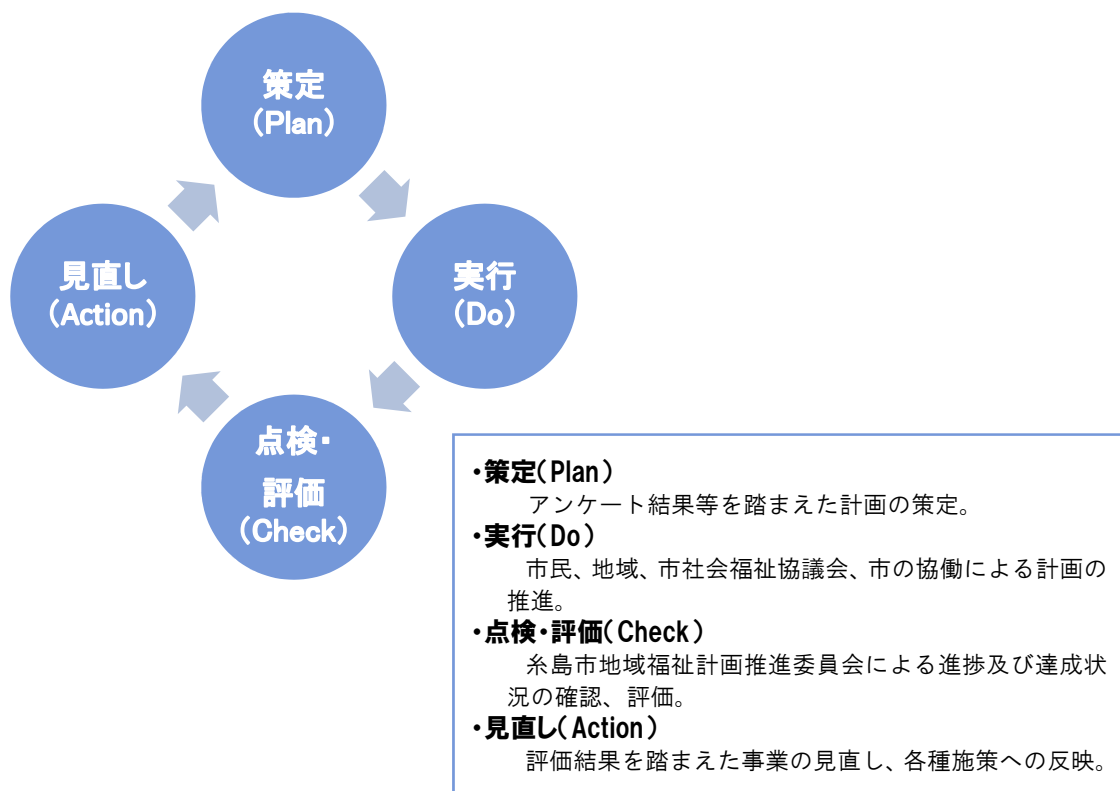 策定
(Plan)
実行
(Do)
見直し
(Action)
点検・
評価
(Check)
・策定(Plan)
アンケート結果等を踏まえた計画の策定。
・実行(Do)
市民、地域、市社会福祉協議会、市の協働による計画の
推進。
・点検・評価(Check)
糸島市地域福祉計画推進委員会による進捗及び達成状
況の確認、評価。
・見直し(Action)
評価結果を踏まえた事業の見直し、各種施策への反映。